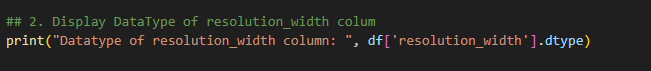 ## 2. Display DataType of resolution_width colum
print("Datatype of resolution_width column: ", df['resolution_width'].dtype)